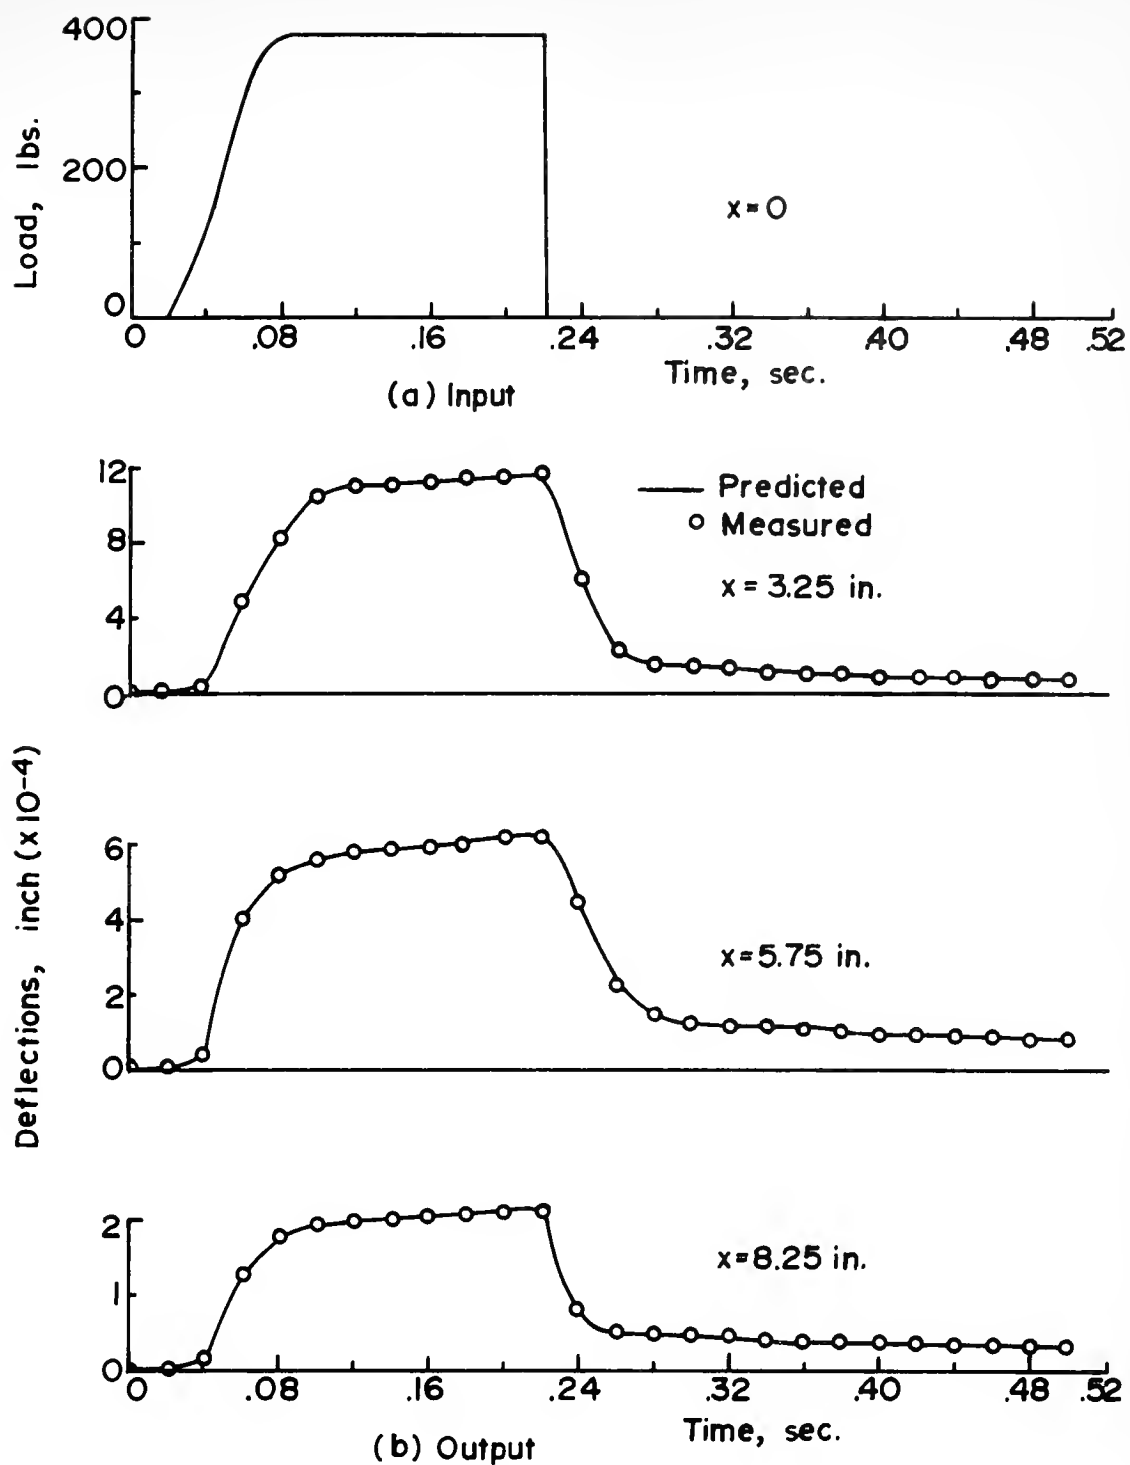 400
200
0
Load, lbs.
x=0
0 .08 .16 .24 .32 .40 .48 .52
Time, sec.
(a) Input
12
8
4
0
Predicted
Measured
x = 3.25 in.
Deflections, inch (x10-4)
6
4
2
0
x=5.75 in.
2
1
0
x=8.25 in.
0 .08 .16 .24 .32 .40 .48 .52
Time, sec.
(b) Output